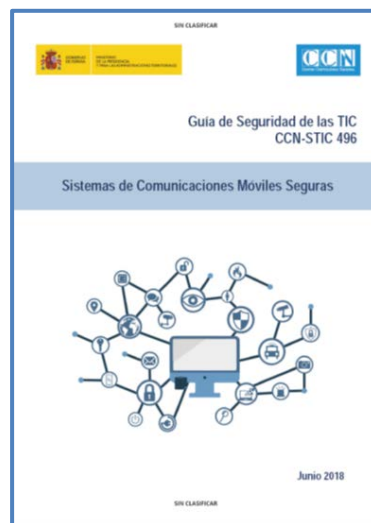 SIN CLASIFICAR
CCN
Guía de Seguridad de las TIC
CCN-STIC 496
Sistemas de Comunicaciones Móviles Seguras
Junio 2018
SIN CLASIFICAR